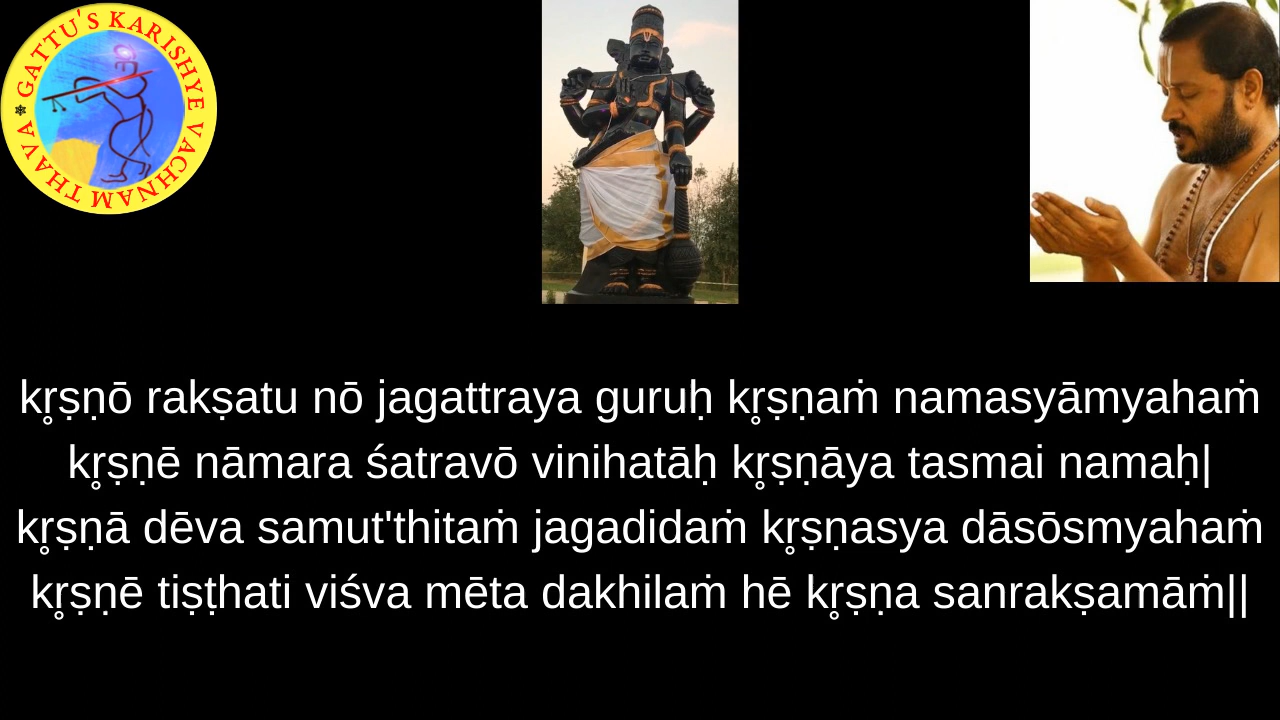 GATTU'S KARISHYE VACHNAM THAVA
kr̥ṣṇō rakṣatu nō jagattraya guruḥ kr̥ṣṇaṁ namasyāmyahaṁ
kr̥ṣṇē nāmara śatravō vinihatāḥ kr̥ṣṇāya tasmai namaḥ|
kr̥ṣṇā dēva samut'thitaṁ jagadidaṁ kr̥ṣṇasya dāsōsmyahaṁ
kr̥ṣṇē tiṣṭhati viśva mēta dakhilaṁ hē kr̥ṣṇa sanrakṣamāṁ||